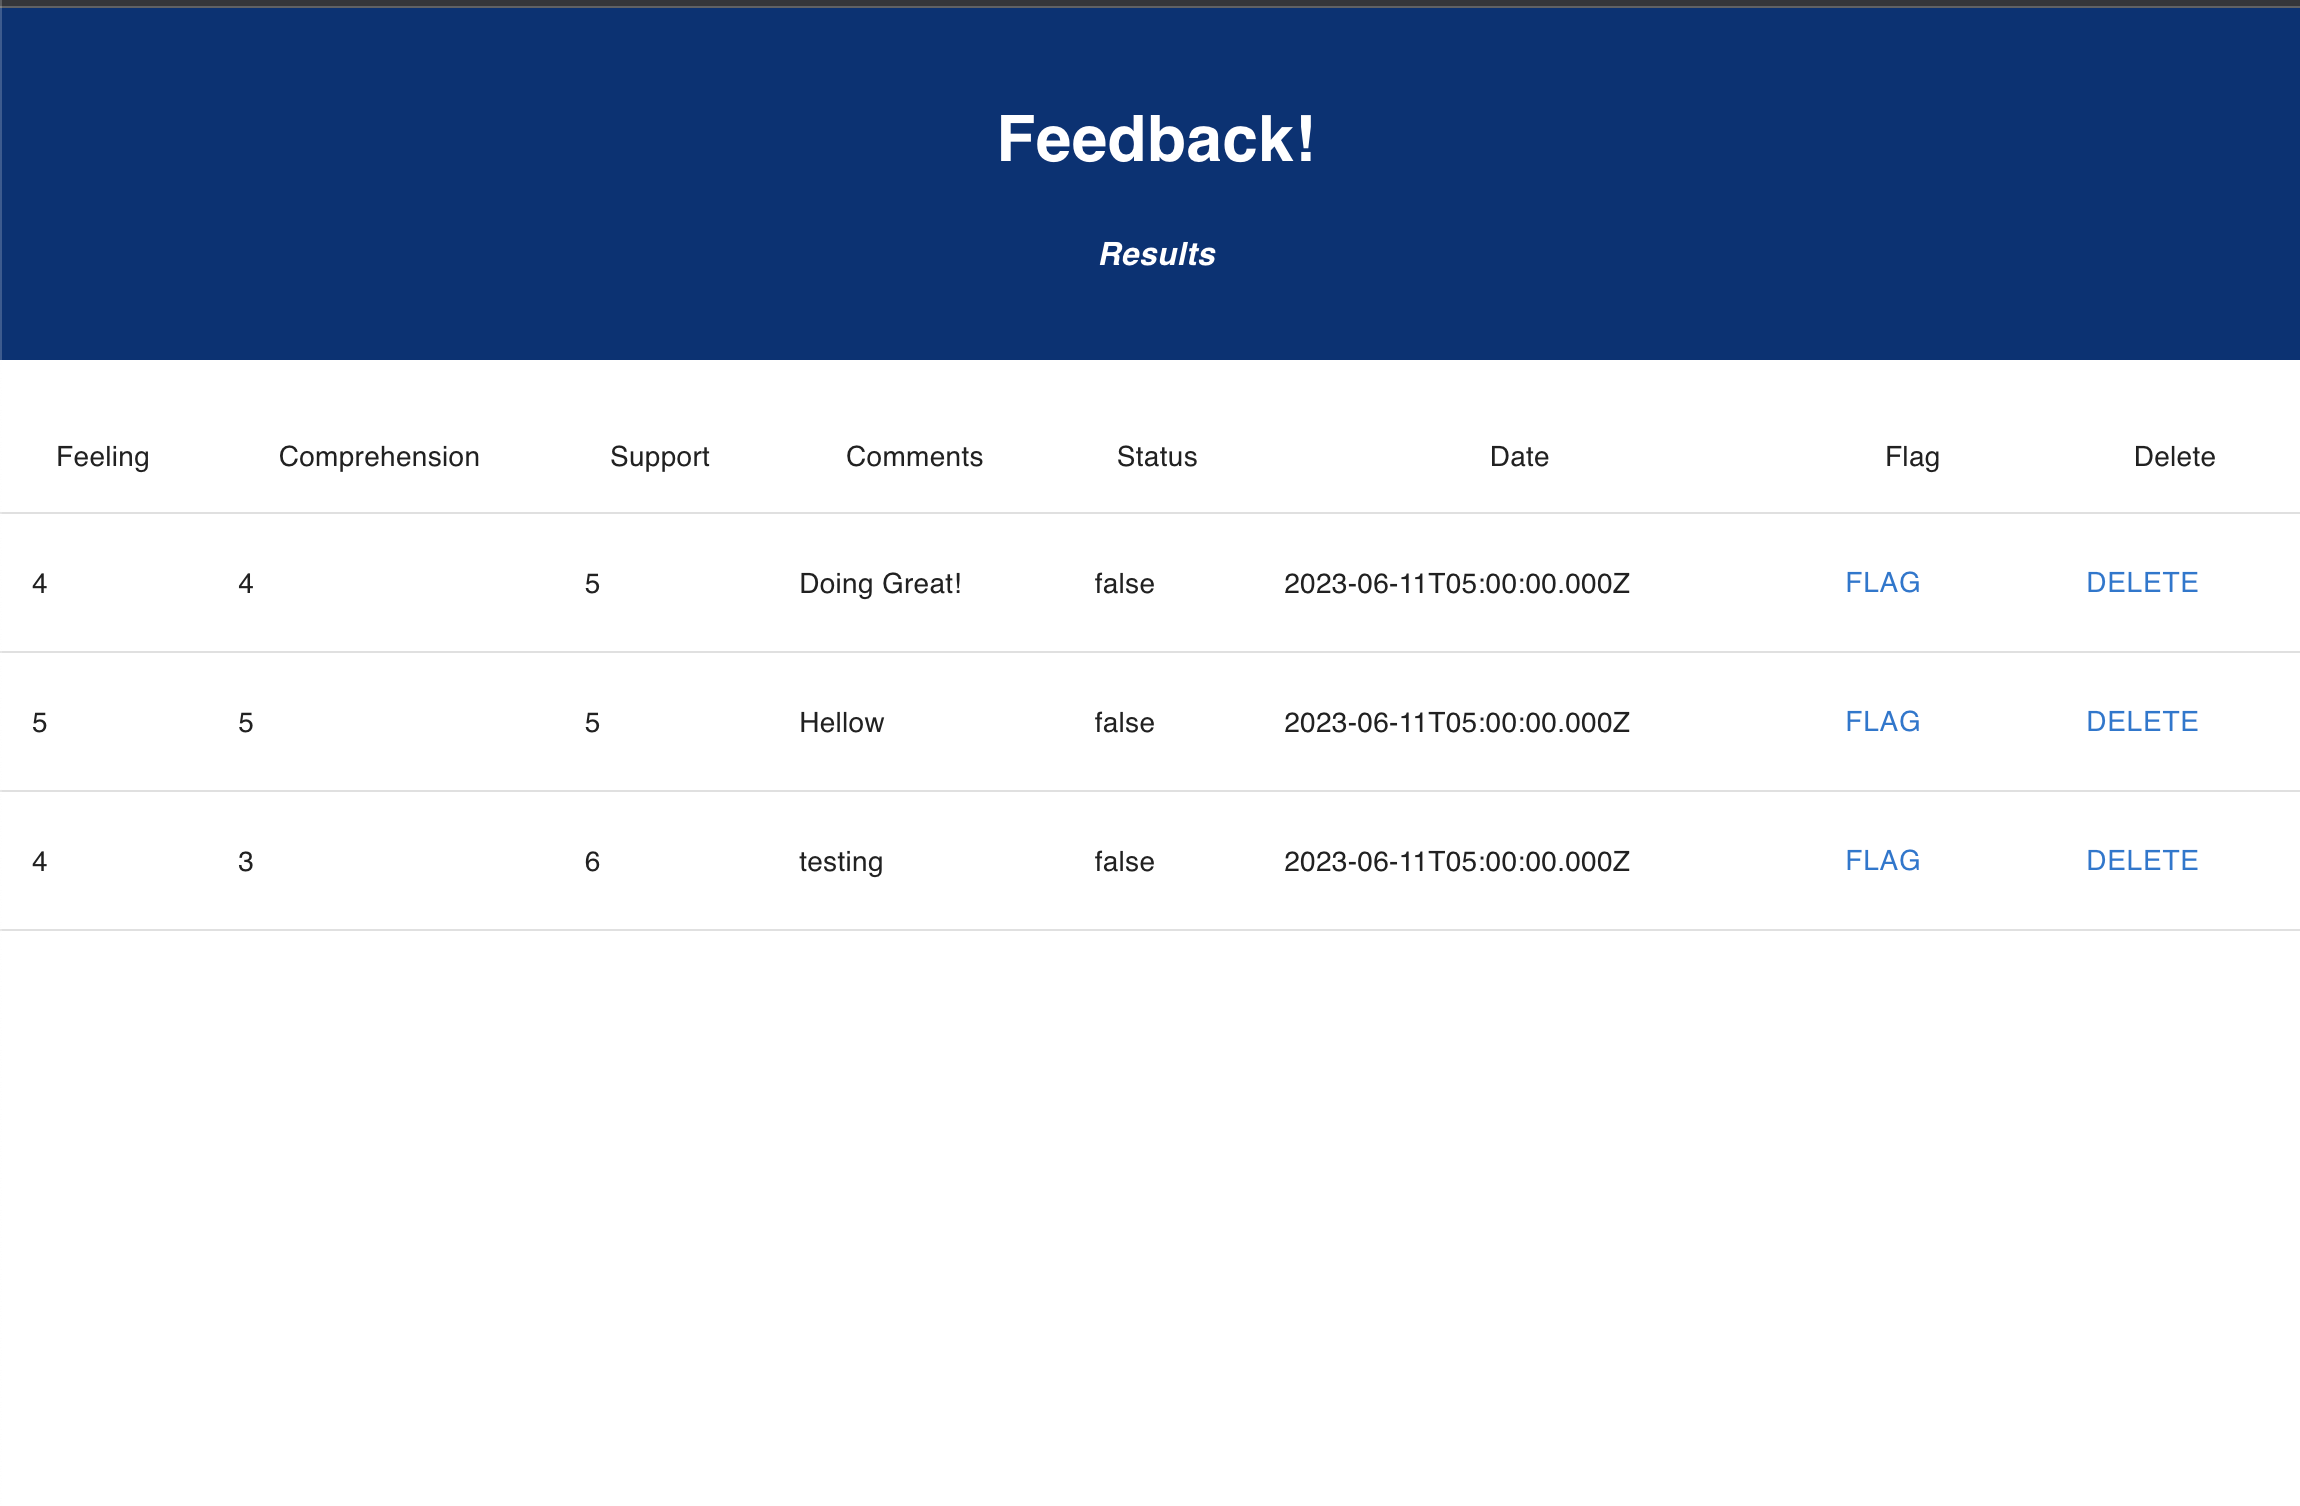 Feedback!
Results
Feeling Comprehension Support Comments Status Date Flag Delete
4 4 5 Doing Great! false 2023-06-11T05:00:00.000Z FLAG DELETE
5 5 5 Hellow false 2023-06-11T05:00:00.000Z FLAG DELETE
4 3 6 testing false 2023-06-11T05:00:00.000Z FLAG DELETE